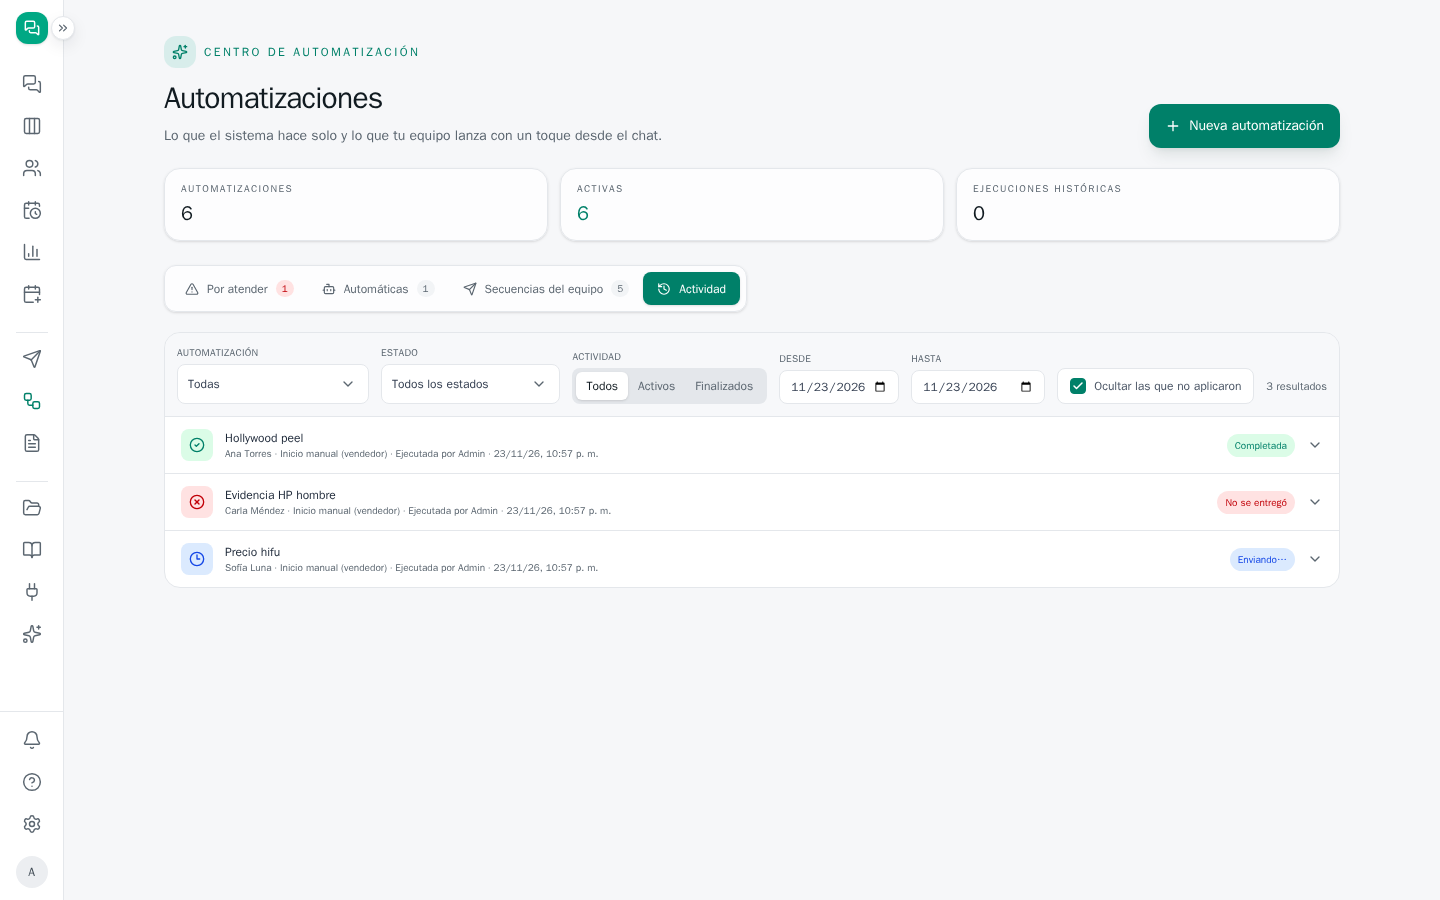 CENTRO DE AUTOMATIZACIÓN
Automatizaciones
Lo que el sistema hace solo y lo que tu equipo lanza con un toque desde el chat.
Nueva automatización
AUTOMATIZACIONES
6
ACTIVAS
6
EJECUCIONES HISTÓRICAS
0
Por atender 1
Automáticas 1
Secuencias del equipo 5
Actividad
AUTOMATIZACIÓN
Todas
ESTADO
Todos los estados
ACTIVIDAD
Todos Activos Finalizados
DESDE
11/23/2026
HASTA
11/23/2026
Ocultar las que no aplicaron
3 resultados
Hollywood peel
Ana Torres · Inicio manual (vendedor) · Ejecutada por Admin · 23/11/26, 10:57 p. m.
Completada
Evidencia HP hombre
Carla Méndez · Inicio manual (vendedor) · Ejecutada por Admin · 23/11/26, 10:57 p. m.
No se entregó
Precio hifu
Sofía Luna · Inicio manual (vendedor) · Ejecutada por Admin · 23/11/26, 10:57 p. m.
Enviando…
A